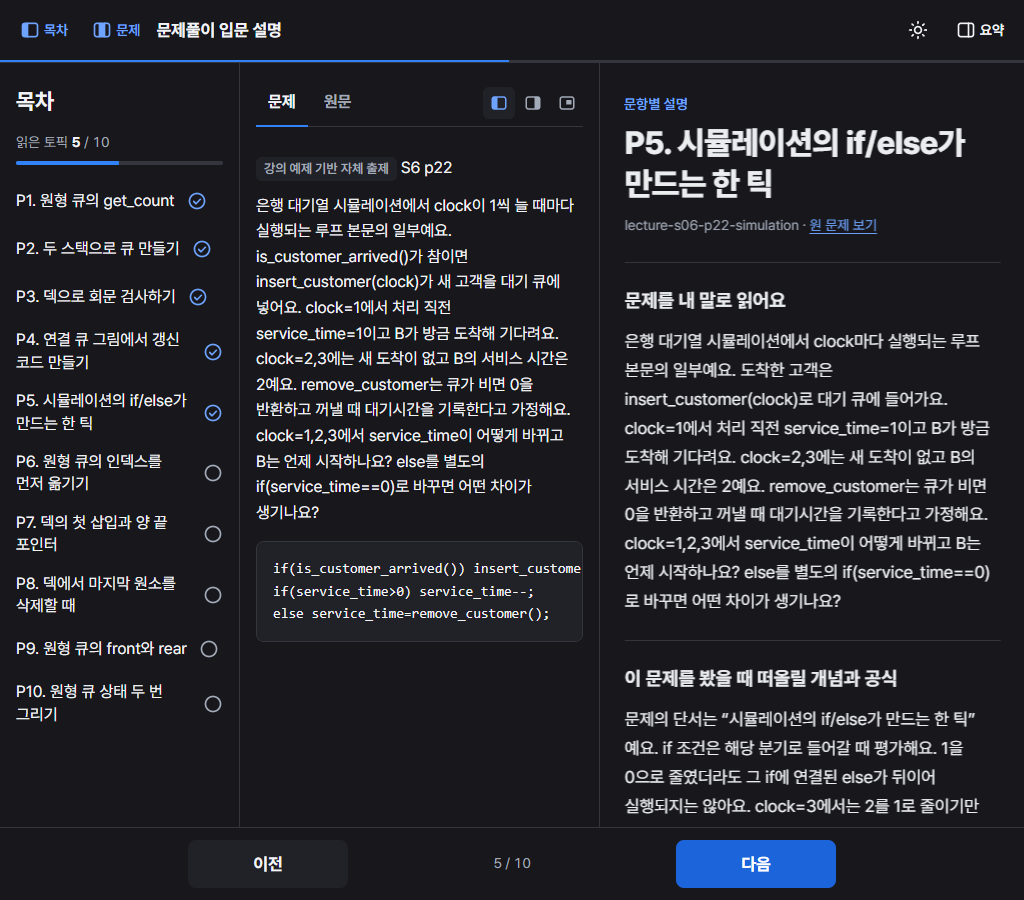 목차 문제 문제풀이 입문 설명 요약
목차
읽은 토픽 5 / 10
P1. 원형 큐의 get_count
P2. 두 스택으로 큐 만들기
P3. 덱으로 회문 검사하기
P4. 연결 큐 그림에서 갱신
코드 만들기
P5. 시뮬레이션의 if/else가
만드는 한 틱
P6. 원형 큐의 인덱스를
먼저 옮기기
P7. 덱의 첫 삽입과 양 끝
포인터
P8. 덱에서 마지막 원소를
삭제할 때
P9. 원형 큐의 front와 rear
P10. 원형 큐 상태 두 번
그리기
문제 원문
강의 예제 기반 자체 출제 S6 p22
은행 대기열 시뮬레이션에서 clock이 1씩 늘 때마다
실행되는 루프 본문의 일부예요.
is_customer_arrived()가 참이면
insert_customer(clock)가 새 고객을 대기 큐에
넣어요. clock=1에서 처리 직전
service_time=1이고 B가 방금 도착해 기다려요.
clock=2,3에는 새 도착이 없고 B의 서비스 시간은
2예요. remove_customer는 큐가 비면 0을
반환하고 꺼낼 때 대기시간을 기록한다고 가정해요.
clock=1,2,3에서 service_time이 어떻게 바뀌고
B는 언제 시작하나요? else를 별도의
if(service_time==0)로 바꾸면 어떤 차이가
생기나요?
if(is_customer_arrived()) insert_custome
if(service_time>0) service_time--;
else service_time=remove_customer();
문항별 설명
P5. 시뮬레이션의 if/else가
만드는 한 틱
lecture-s06-p22-simulation · 원 문제 보기
문제를 내 말로 읽어요
은행 대기열 시뮬레이션에서 clock마다 실행되는 루프
본문의 일부예요. 도착한 고객은
insert_customer(clock)로 대기 큐에 들어가요.
clock=1에서 처리 직전 service_time=1이고 B가 방금
도착해 기다려요. clock=2,3에는 새 도착이 없고 B의
서비스 시간은 2예요. remove_customer는 큐가 비면
0을 반환하고 꺼낼 때 대기시간을 기록한다고 가정해요.
clock=1,2,3에서 service_time이 어떻게 바뀌고 B는
언제 시작하나요? else를 별도의 if(service_time==0)
로 바꾸면 어떤 차이가 생기나요?
이 문제를 봤을 때 떠올릴 개념과 공식
문제의 단서는 “시뮬레이션의 if/else가 만드는 한 틱”
예요. if 조건은 해당 분기로 들어갈 때 평가해요. 1을
0으로 줄였더라도 그 if에 연결된 else가 뒤이어
실행되지는 않아요. clock=3에서는 2를 1로 줄이기만
이전 5 / 10 다음